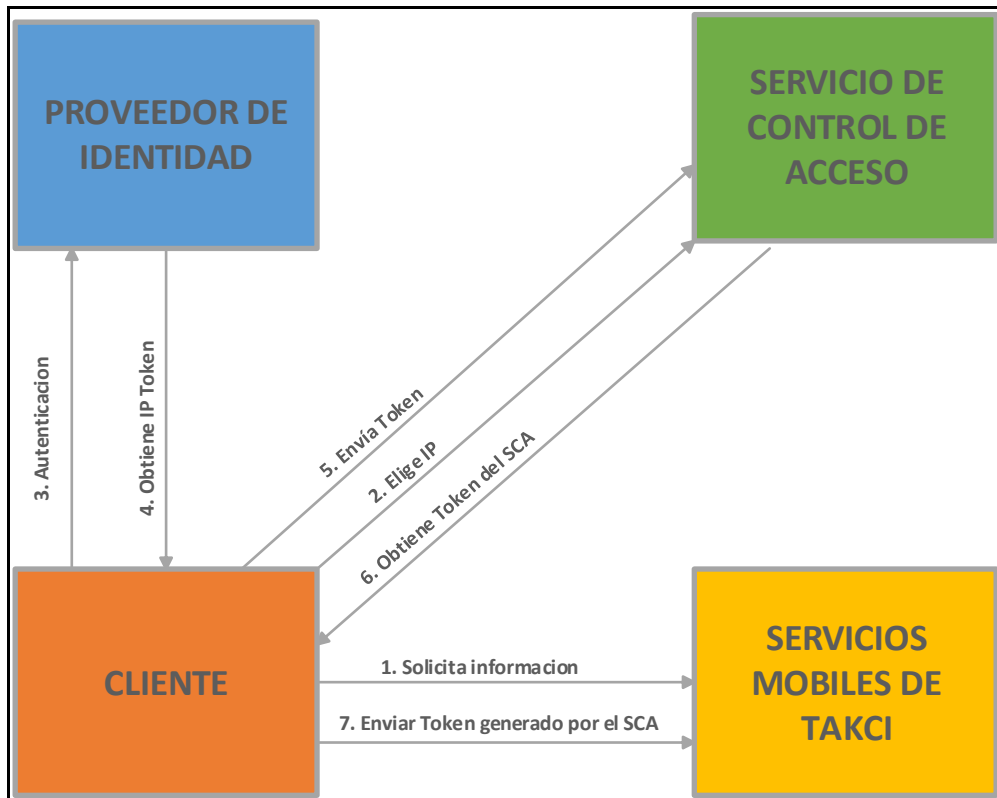 PROVEEDOR DE
IDENTIDAD
SERVICIO DE
CONTROL DE
ACCESO
3. Autenticacion
4. Obtiene IP Token
5. Envía Token
2. Elige IP
6. Obtiene Token del SCA
CLIENTE
1. Solicita informacion
7. Enviar Token generado por el SCA
SERVICIOS
MOBILES DE
TAKCI